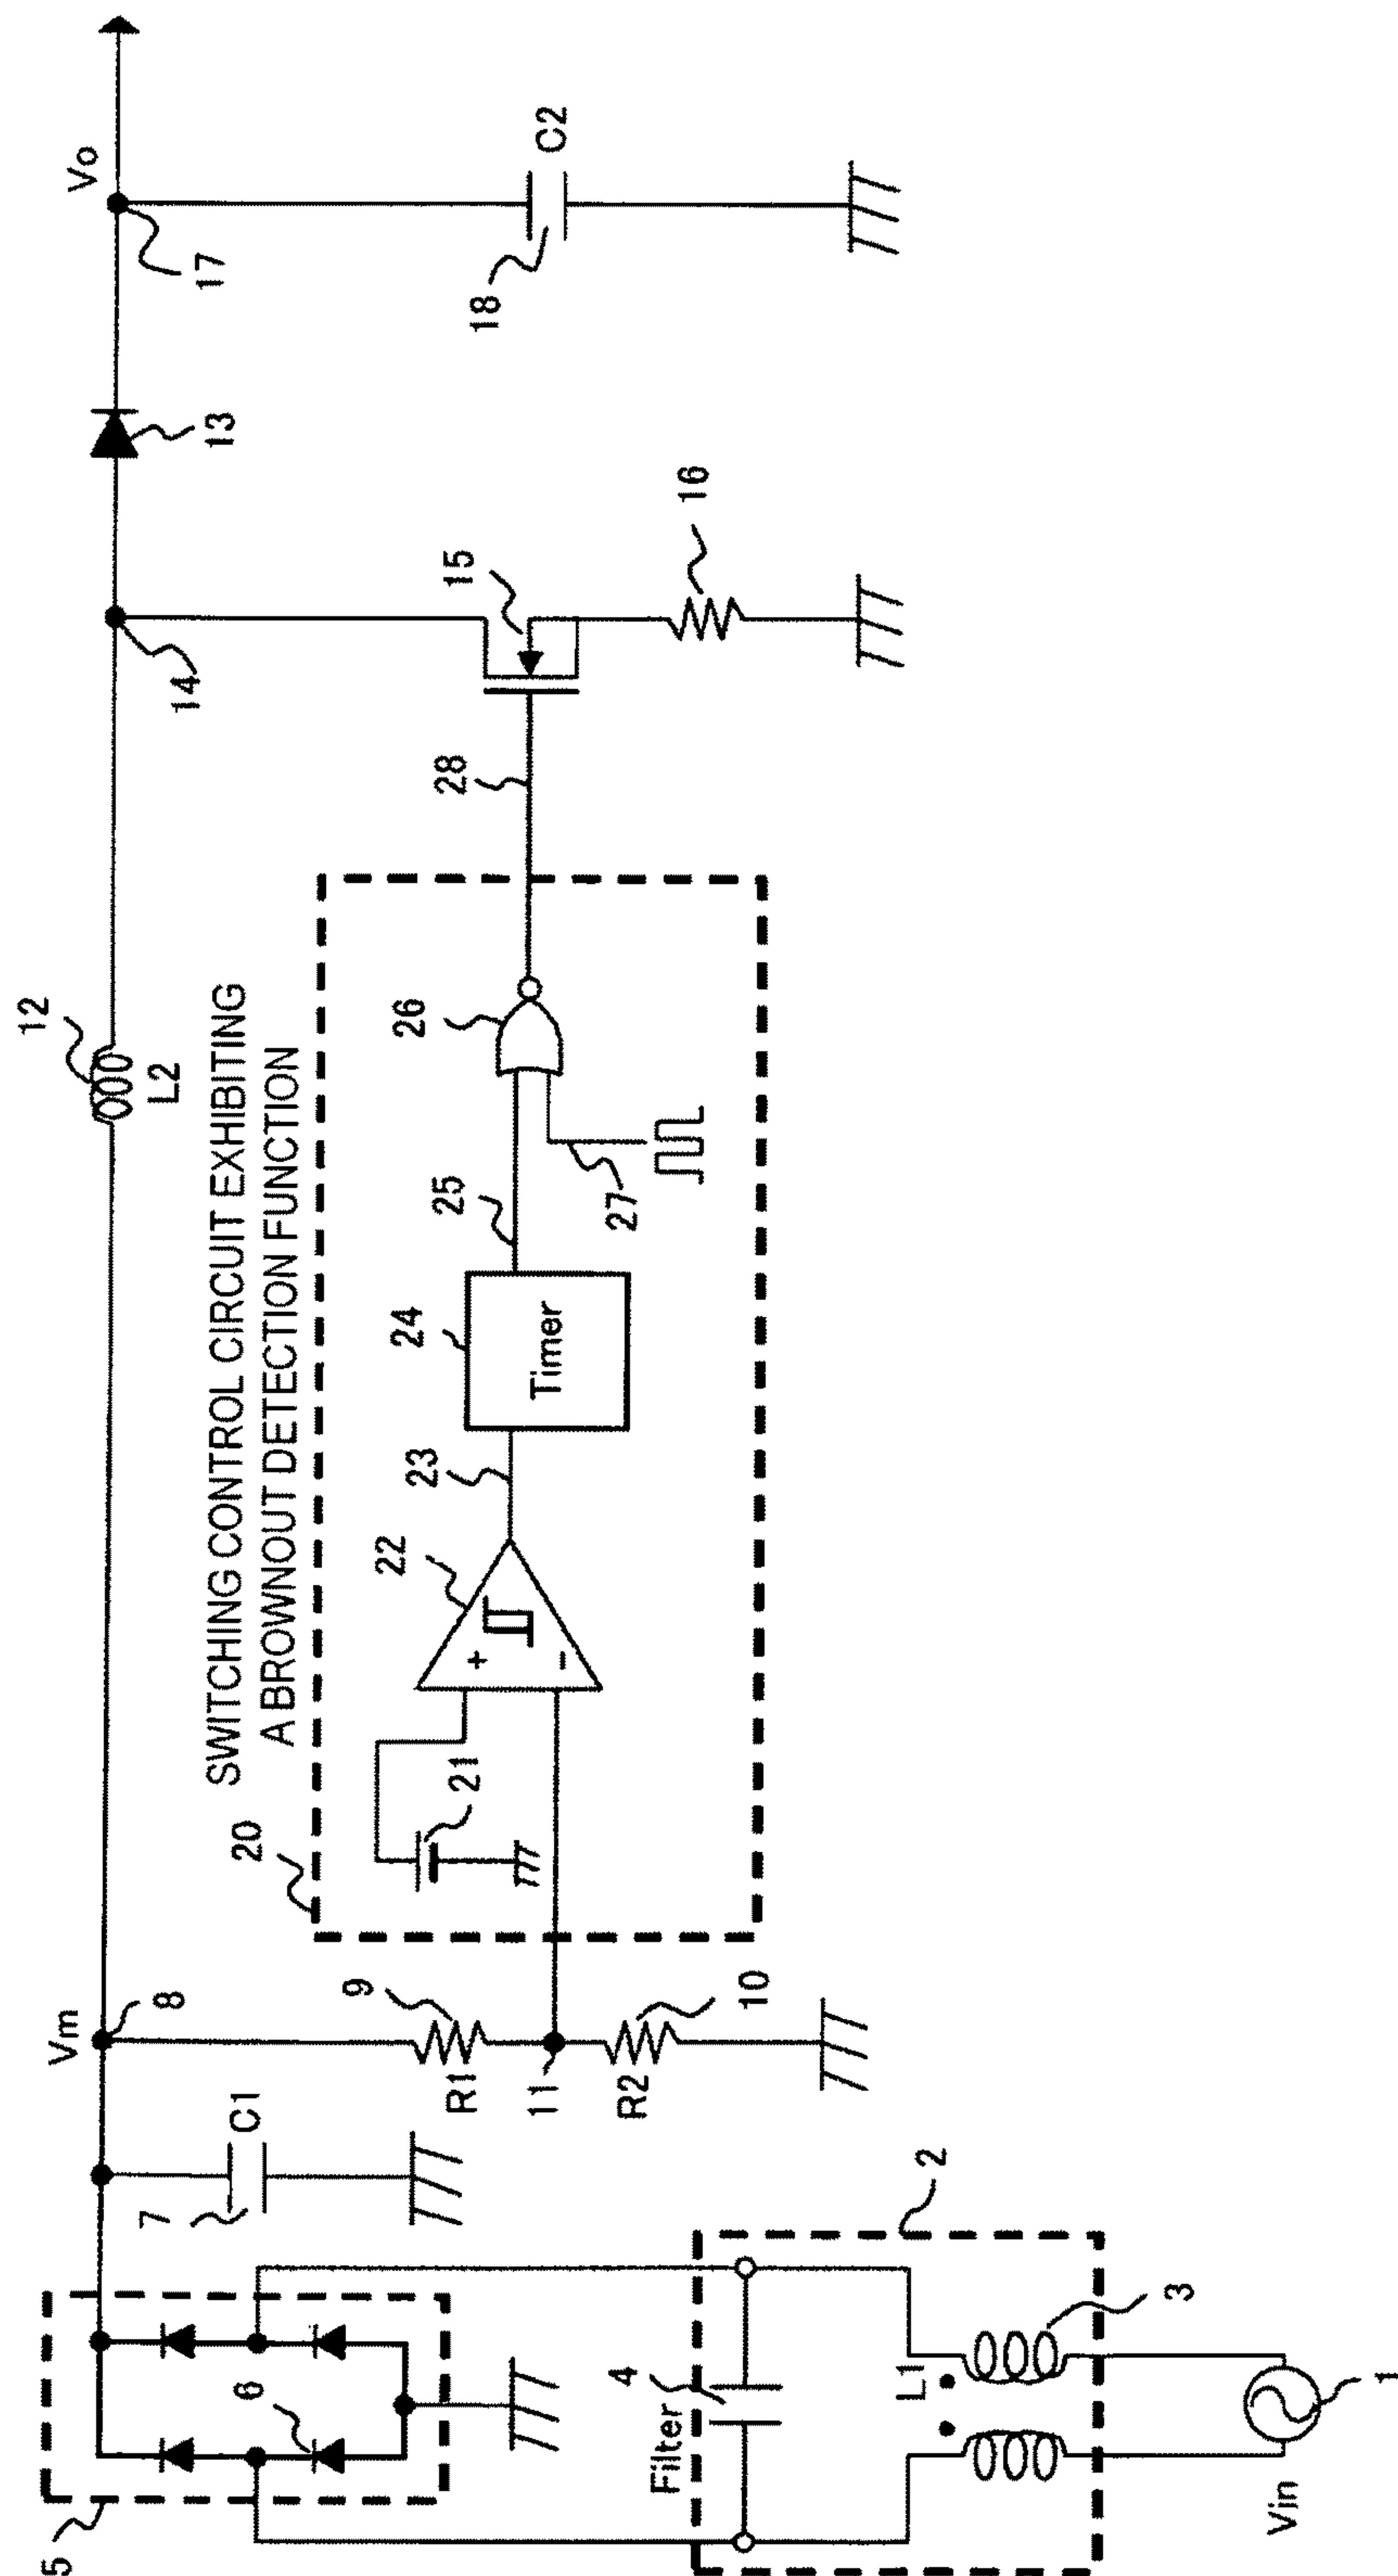 Vin
1
L1
3
2
Filter
4
5
6
7
C1
Vm
8
9
R1
11
R2
10
20
SWITCHING CONTROL CIRCUIT EXHIBITING
A BROWNOUT DETECTION FUNCTION
21
+
-
22
23
24
Timer
25
26
27
28
12
L2
14
15
16
13
Vo
17
18
C2